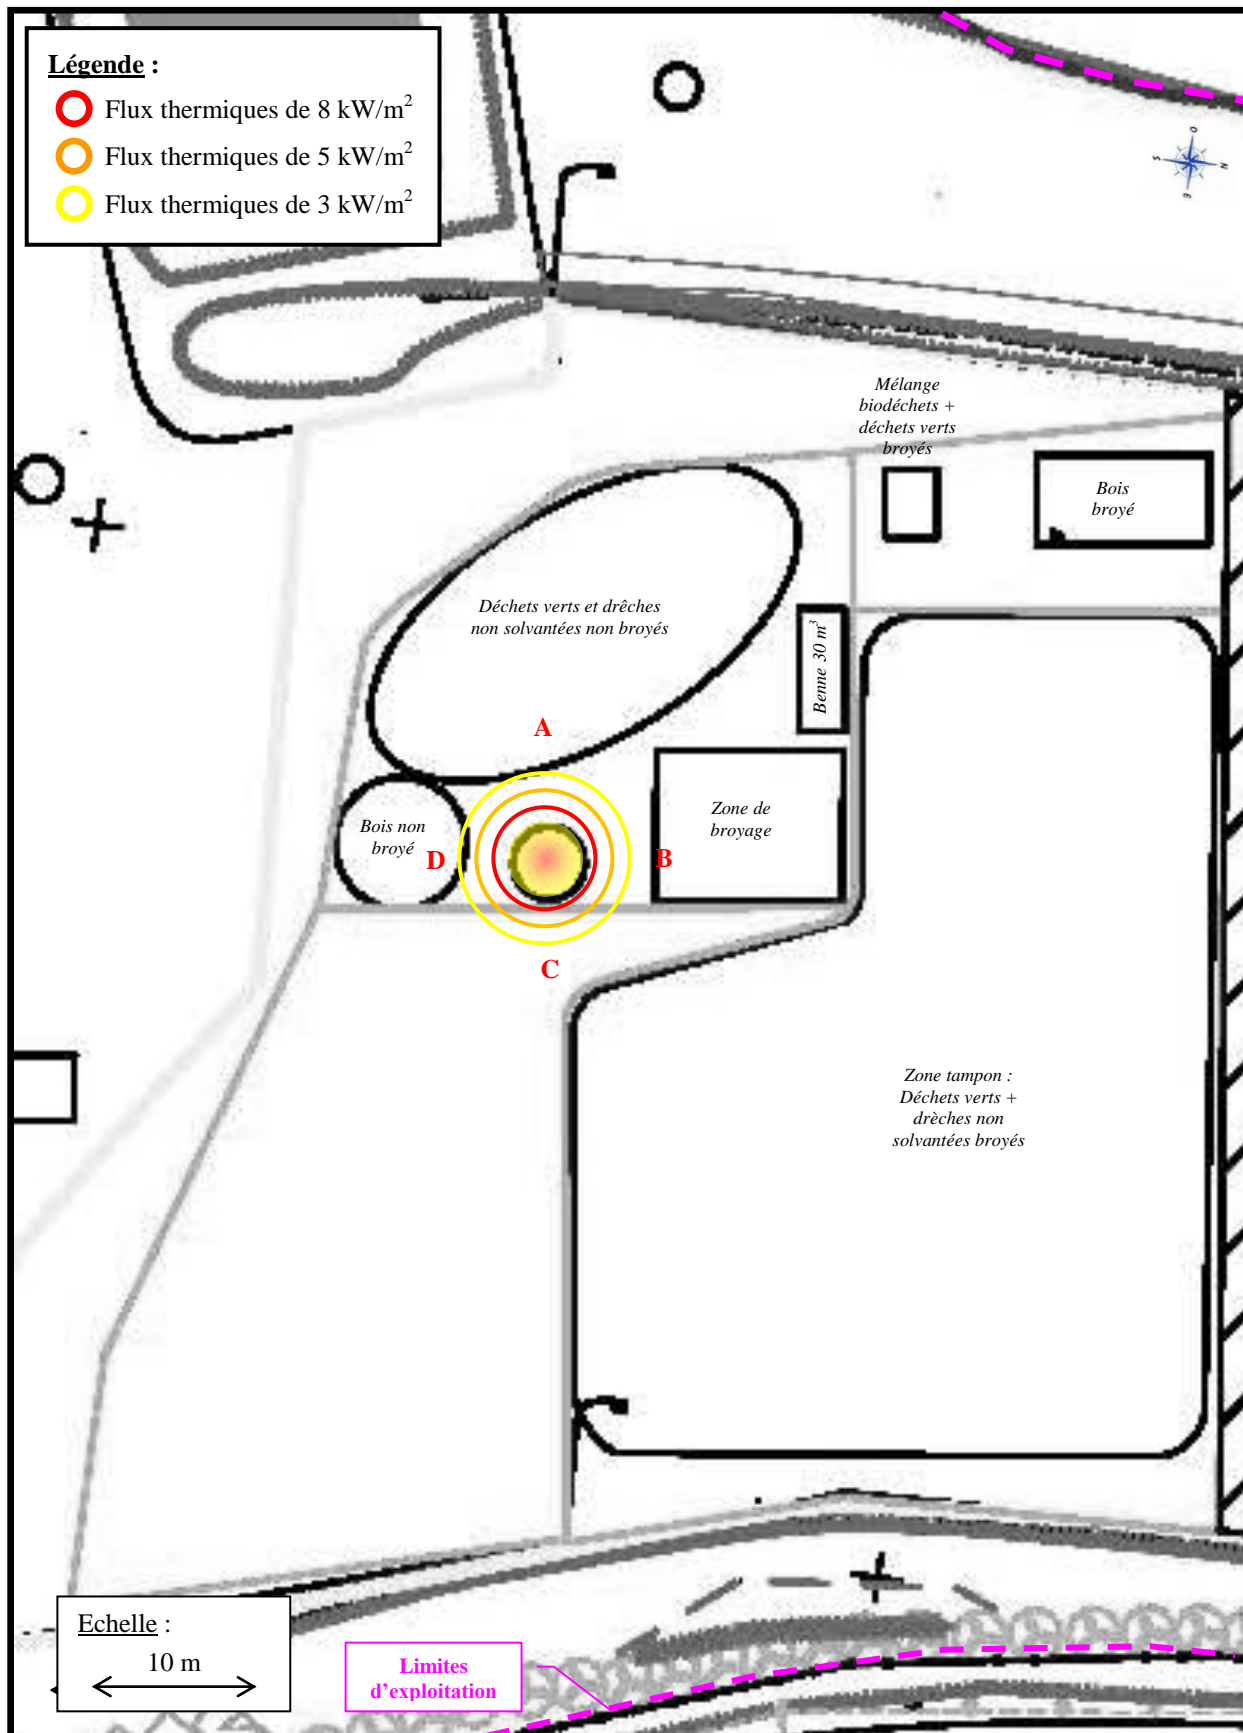 Légende :
Flux thermiques de 8 kW/m²
Flux thermiques de 5 kW/m²
Flux thermiques de 3 kW/m²
O
S
N
E
Mélange
biodéchets +
déchets verts
broyés
Bois
broyé
Déchets verts et drêches
non solvantées non broyés
Benne 30 m³
A
Zone de
broyage
Bois non
broyé
D
B
C
Zone tampon :
Déchets verts +
drèches non
solvantées broyés
Echelle :
10 m
Limites
d'exploitation